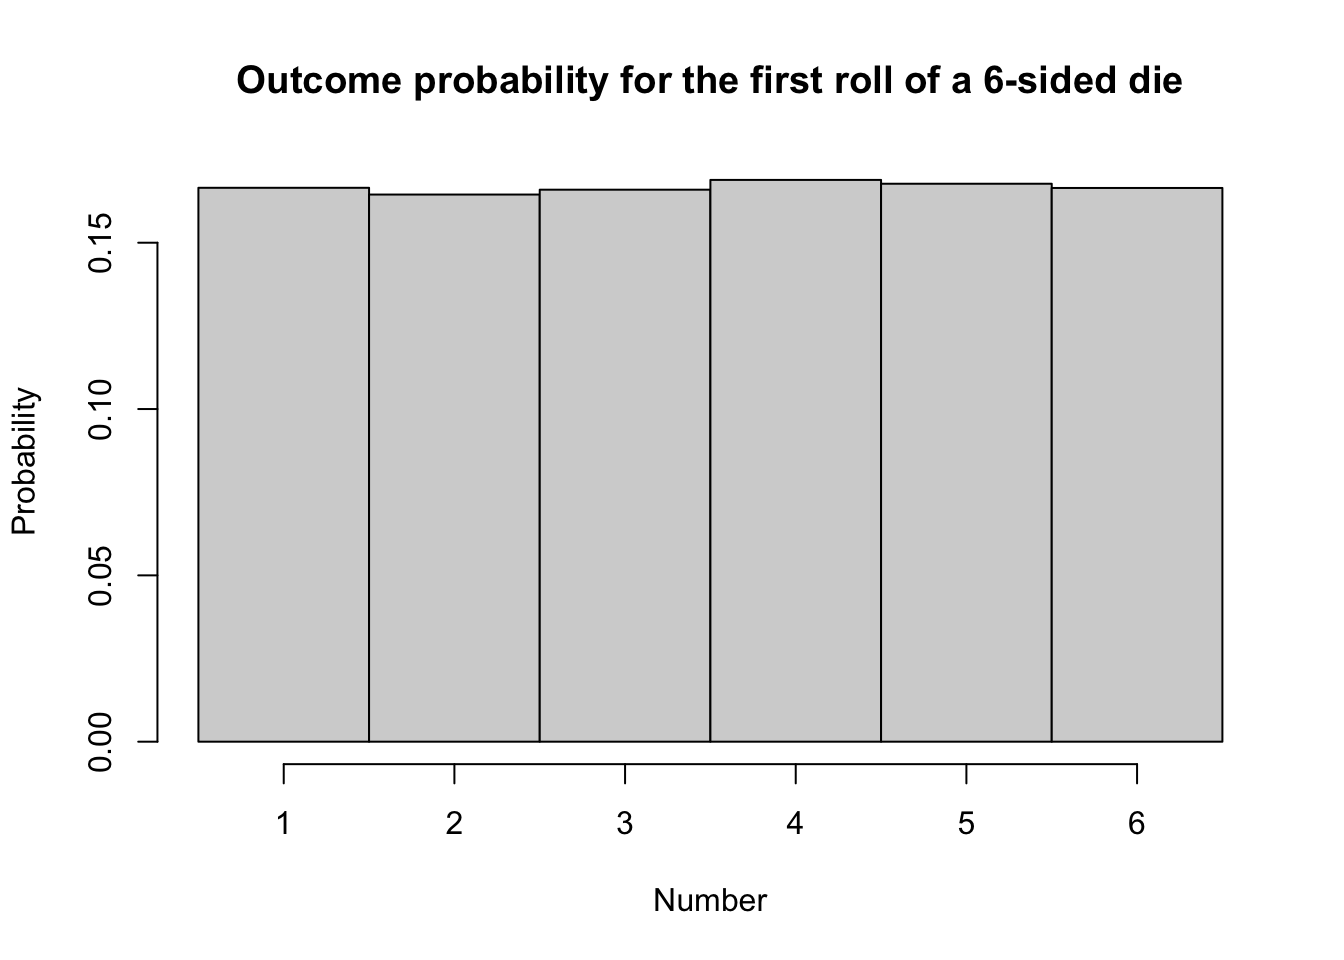 Outcome probability for the first roll of a 6-sided die
Probability
0.15
0.10
0.05
0.00
1 2 3 4 5 6
Number